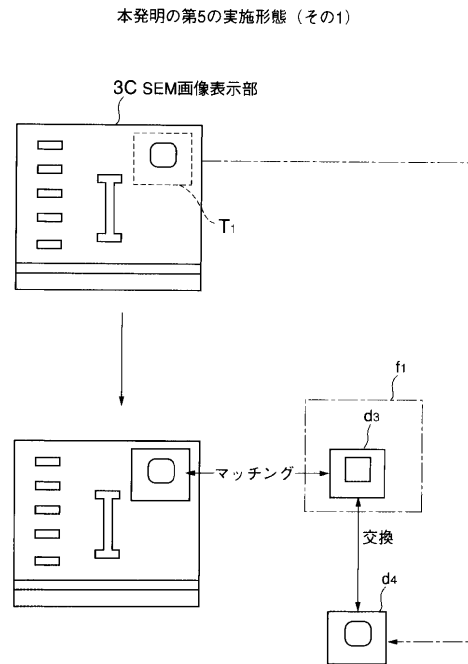 本発明の第5の実施形態(その1)
3C SEM画像表示部
T1
f1
d3
マッチング
交換
d4